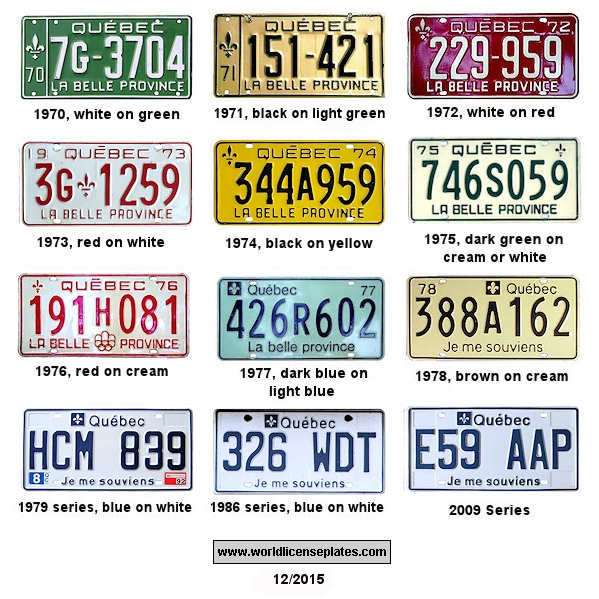 QUÉBEC
70 7G-3704
LA BELLE PROVINCE
1970, white on green
QUÉBEC
71 151-421
LA BELLE PROVINCE
1971, black on light green
QUÉBEC 72
229-959
LA BELLE PROVINCE
1972, white on red
19 QUÉBEC 73
3G 1259
LA BELLE PROVINCE
1973, red on white
QUÉBEC 74
344A959
LA BELLE PROVINCE
1974, black on yellow
75 QUÉBEC
746S059
LA BELLE PROVINCE
1975, dark green on
cream or white
QUÉBEC 76
191H081
LA BELLE PROVINCE
1976, red on cream
Québec 77
426R602
La belle province
1977, dark blue on
light blue
78 Québec
388A162
Je me souviens
1978, brown on cream
Québec
HCM 839
8 Je me souviens 92
1979 series, blue on white
Québec
326 WDT
Je me souviens
1986 series, blue on white
Québec
E59 AAP
Je me souviens
2009 Series
www.worldlicenseplates.com
12/2015